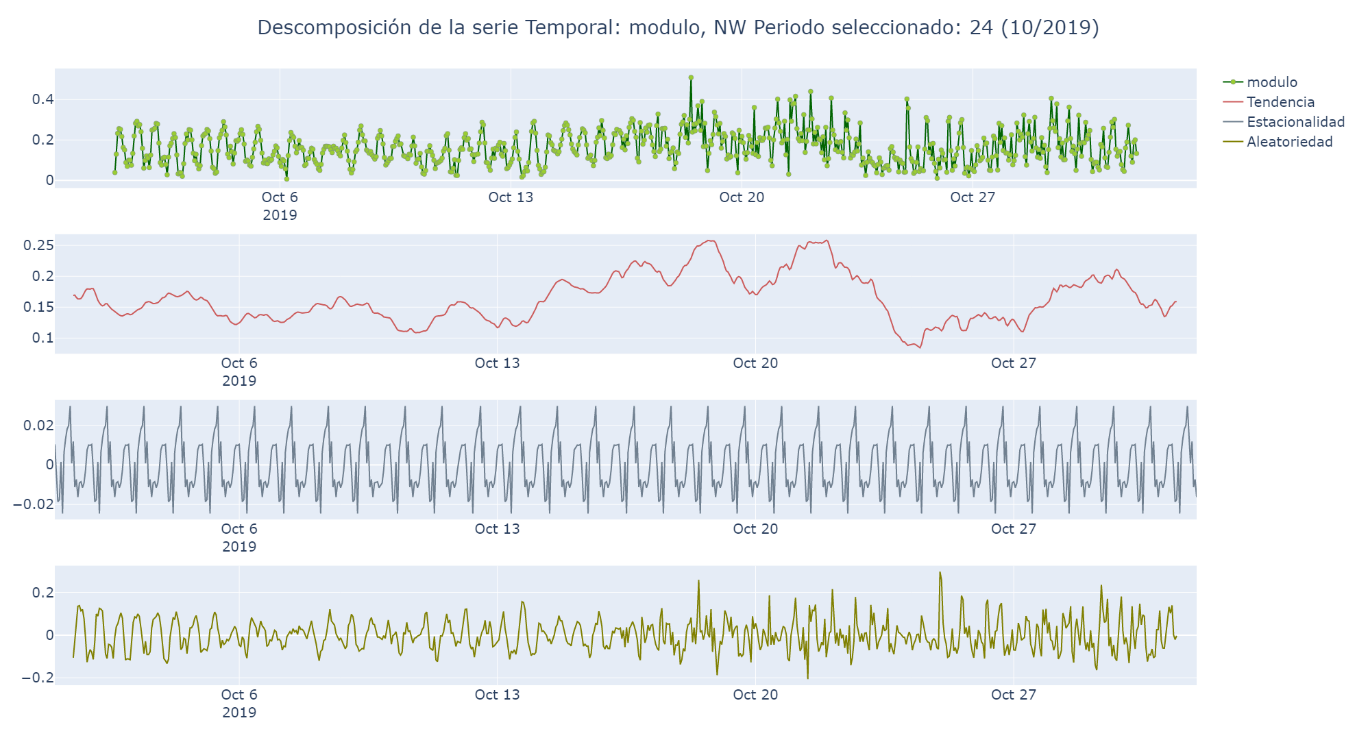 Descomposición de la serie Temporal: modulo, NW Periodo seleccionado: 24 (10/2019)
modulo
Tendencia
Estacionalidad
Aleatoriedad
0.4
0.2
0
Oct 6
2019
Oct 13
Oct 20
Oct 27
0.25
0.2
0.15
0.1
Oct 6
2019
Oct 13
Oct 20
Oct 27
0.02
0
−0.02
Oct 6
2019
Oct 13
Oct 20
Oct 27
0.2
0
−0.2
Oct 6
2019
Oct 13
Oct 20
Oct 27